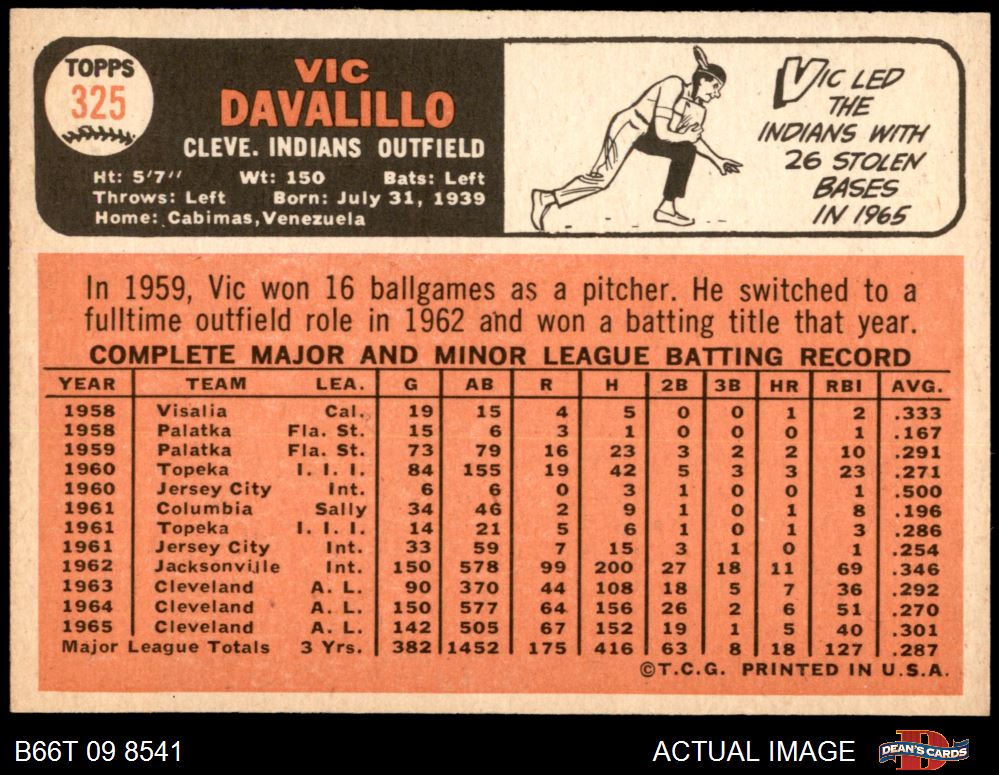 TOPPS
325
VIC
DAVALILLO
CLEVE. INDIANS OUTFIELD
Ht: 5'7" Wt: 150 Bats: Left
Throws: Left Born: July 31, 1939
Home: Cabimas, Venezuela
VIC LED
THE
INDIANS WITH
26 STOLEN
BASES
IN 1965
In 1959, Vic won 16 ballgames as a pitcher. He switched to a
fulltime outfield role in 1962 and won a batting title that year.
COMPLETE MAJOR AND MINOR LEAGUE BATTING RECORD
YEAR TEAM LEA. G AB R H 2B 3B HR RBI AVG.
1958 Visalia Cal. 19 15 4 5 0 0 1 2 .333
1958 Palatka Fla. St. 15 6 3 1 0 0 0 1 .167
1959 Palatka Fla. St. 73 79 16 23 3 2 2 10 .291
1960 Topeka I. I. I. 84 155 19 42 5 3 3 23 .271
1960 Jersey City Int. 6 6 0 3 1 0 0 1 .500
1961 Columbia Sally 34 46 2 9 1 0 1 8 .196
1961 Topeka I. I. I. 14 21 5 6 1 0 1 3 .286
1961 Jersey City Int. 33 59 7 15 3 1 0 1 .254
1962 Jacksonville Int. 150 578 99 200 27 18 11 69 .346
1963 Cleveland A. L. 90 370 44 108 18 5 7 36 .292
1964 Cleveland A. L. 150 577 64 156 26 2 6 51 .270
1965 Cleveland A. L. 142 505 67 152 19 1 5 40 .301
Major League Totals 3 Yrs. 382 1452 175 416 63 8 18 127 .287
©T.C.G. PRINTED IN U.S.A.
B66T 09 8541 ACTUAL IMAGE DEAN'S CARDS